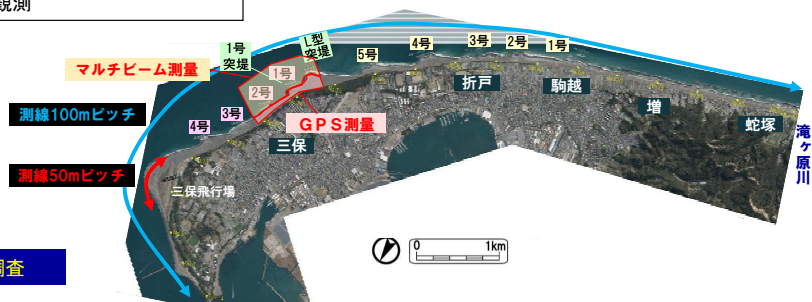 観測
1号
突堤
L型
突堤
5号
4号
3号
2号
1号
マルチビーム測量
1号
2号
折戸
駒越
測線100mピッチ
3号
4号
GPS測量
増
三保
蛇塚
滝ヶ原川
測線50mピッチ
三保飛行場
0 1km
調査